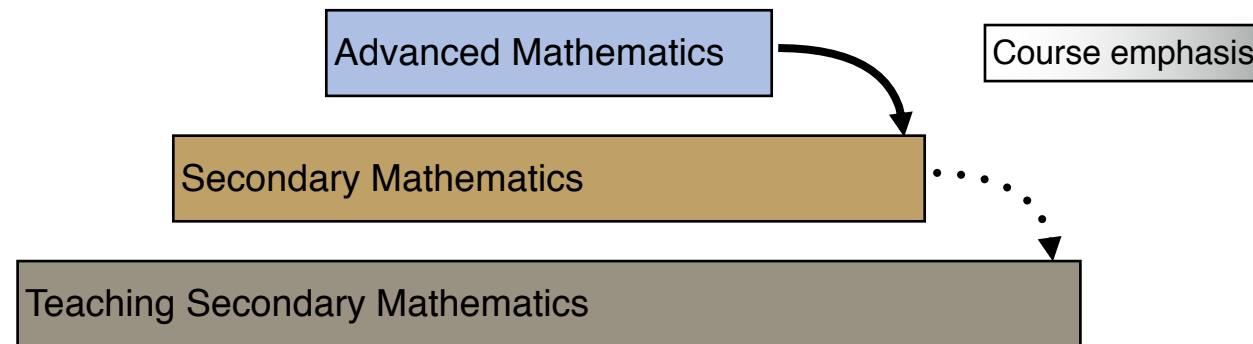 Advanced Mathematics
Course emphasis
Secondary Mathematics
Teaching Secondary Mathematics